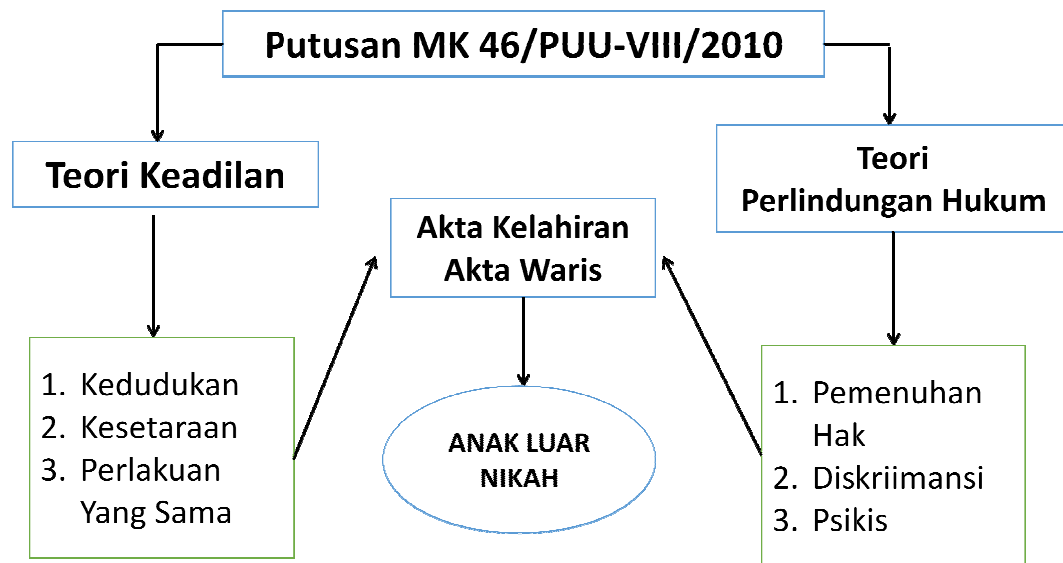 Putusan MK 46/PUU-VIII/2010
Teori Keadilan
Teori
Perlindungan Hukum
Akta Kelahiran
Akta Waris
1. Kedudukan
2. Kesetaraan
3. Perlakuan
Yang Sama
ANAK LUAR
NIKAH
1. Pemenuhan
Hak
2. Diskriimansi
3. Psikis